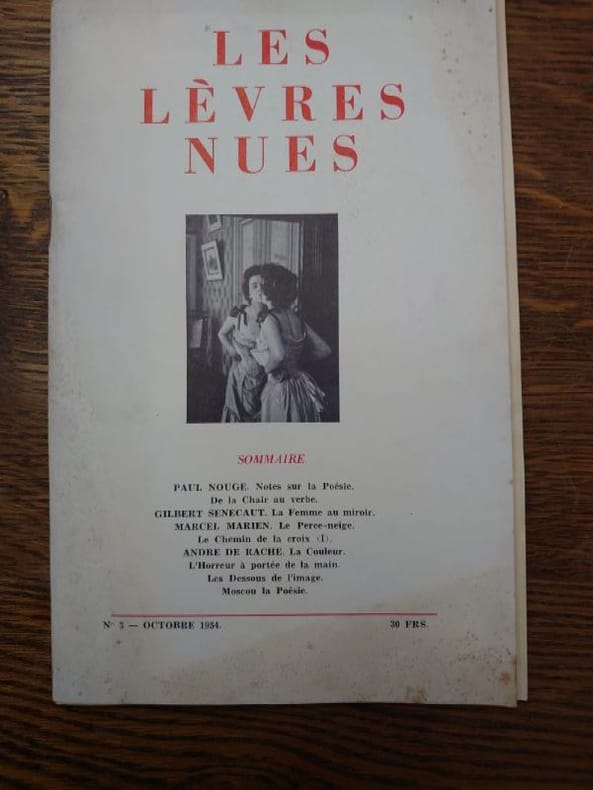 LES
LÈVRES
NUES
SOMMAIRE
PAUL NOUGE. Notes sur la Poésie.
De la Chair au verbe.
GILBERT SENECAUT. La Femme au miroir.
MARCEL MARIEN. Le Perce-neige.
Le Chemin de la croix (I).
ANDRE DE RACHE. La Couleur.
L'Horreur à portée de la main.
Les Dessous de l'image.
Moscou la Poésie.
N° 3 — OCTOBRE 1954. 30 FRS.